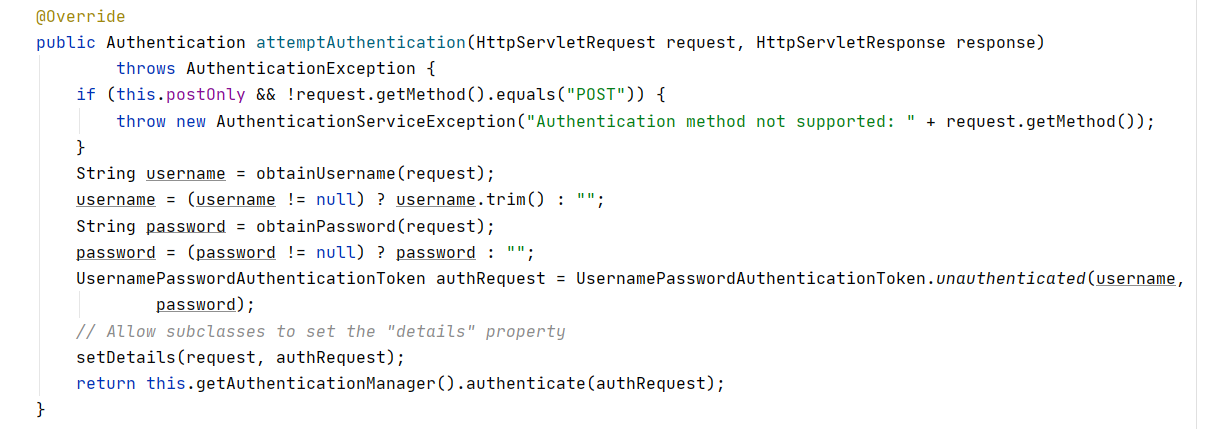 @Override
public Authentication attemptAuthentication(HttpServletRequest request, HttpServletResponse response)
        throws AuthenticationException {
    if (this.postOnly && !request.getMethod().equals("POST")) {
        throw new AuthenticationServiceException("Authentication method not supported: " + request.getMethod());
    }
    String username = obtainUsername(request);
    username = (username != null) ? username.trim() : "";
    String password = obtainPassword(request);
    password = (password != null) ? password : "";
    UsernamePasswordAuthenticationToken authRequest = UsernamePasswordAuthenticationToken.unauthenticated(username,
            password);
    // Allow subclasses to set the "details" property
    setDetails(request, authRequest);
    return this.getAuthenticationManager().authenticate(authRequest);
}